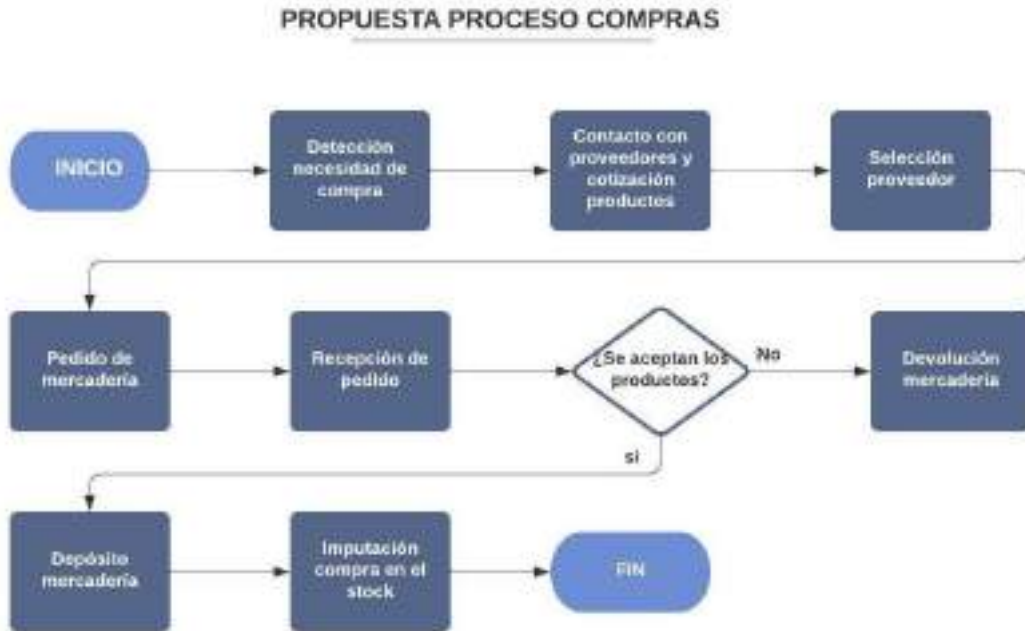 PROPUESTA PROCESO COMPRAS
INICIO
Detección
necesidad de
compra
Contacto con
proveedores y
cotización
productos
Selección
proveedor
Pedido de
mercadería
Recepción de
pedido
¿Se aceptan los
productos?
No
Devolución
mercadería
si
Depósito
mercadería
Imputación
compra en el
stock
FIN